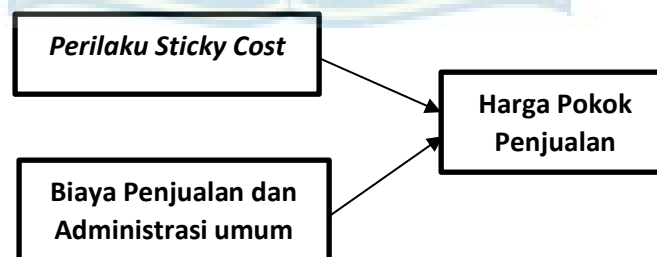 Perilaku Sticky Cost
Harga Pokok
Penjualan
Biaya Penjualan dan
Administrasi umum